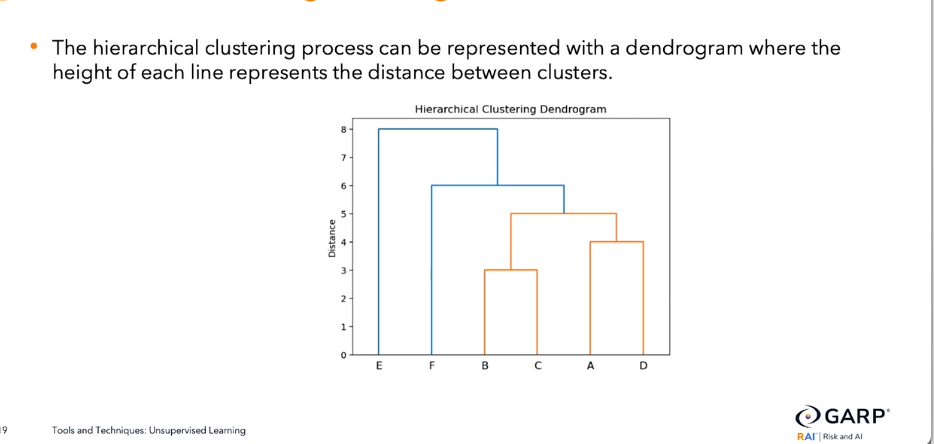 • The hierarchical clustering process can be represented with a dendrogram where the
height of each line represents the distance between clusters.
Hierarchical Clustering Dendrogram
8
7
6
5
4
3
2
1
0
Distance
E F B C A D
19 Tools and Techniques: Unsupervised Learning
GARP®
RAI™ | Risk and AI